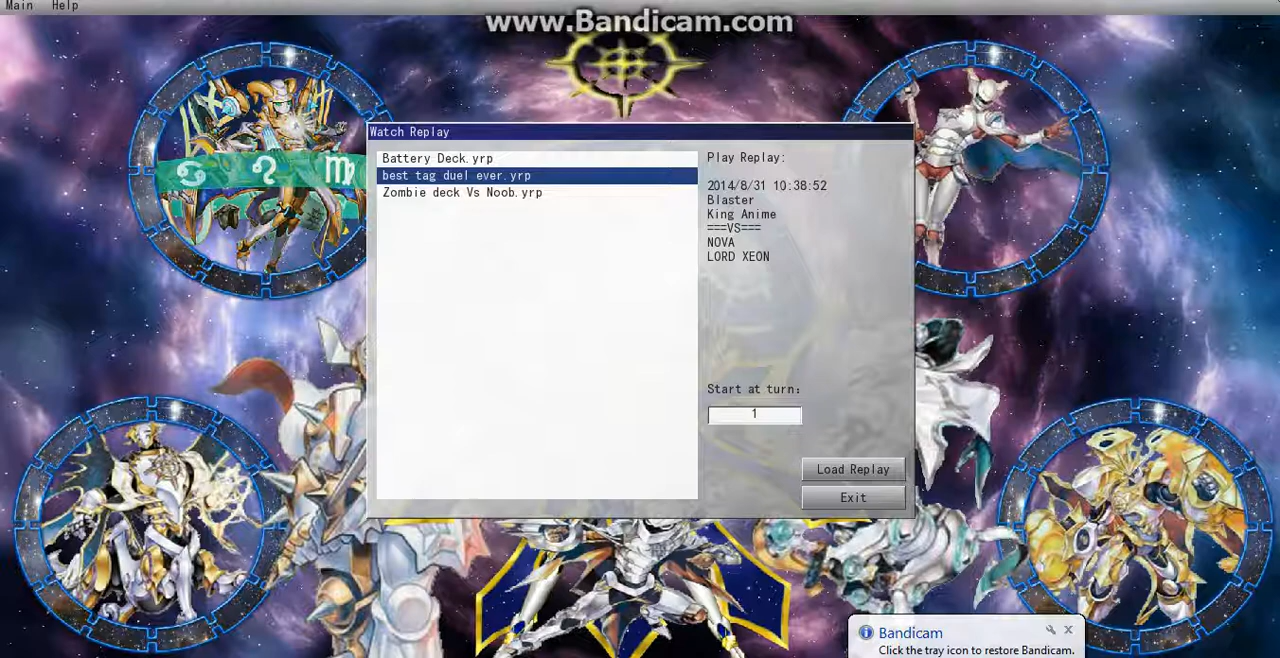 Main Help
www.Bandicam.com
Watch Replay
Battery Deck.yrp
best tag duel ever.yrp
Zombie deck Vs Noob.yrp
Play Replay:
2014/8/31 10:38:52
Blaster
King Anime
===VS===
NOVA
LORD XEON
Start at turn:
1
Load Replay
Exit
Bandicam
Click the tray icon to restore Bandicam.